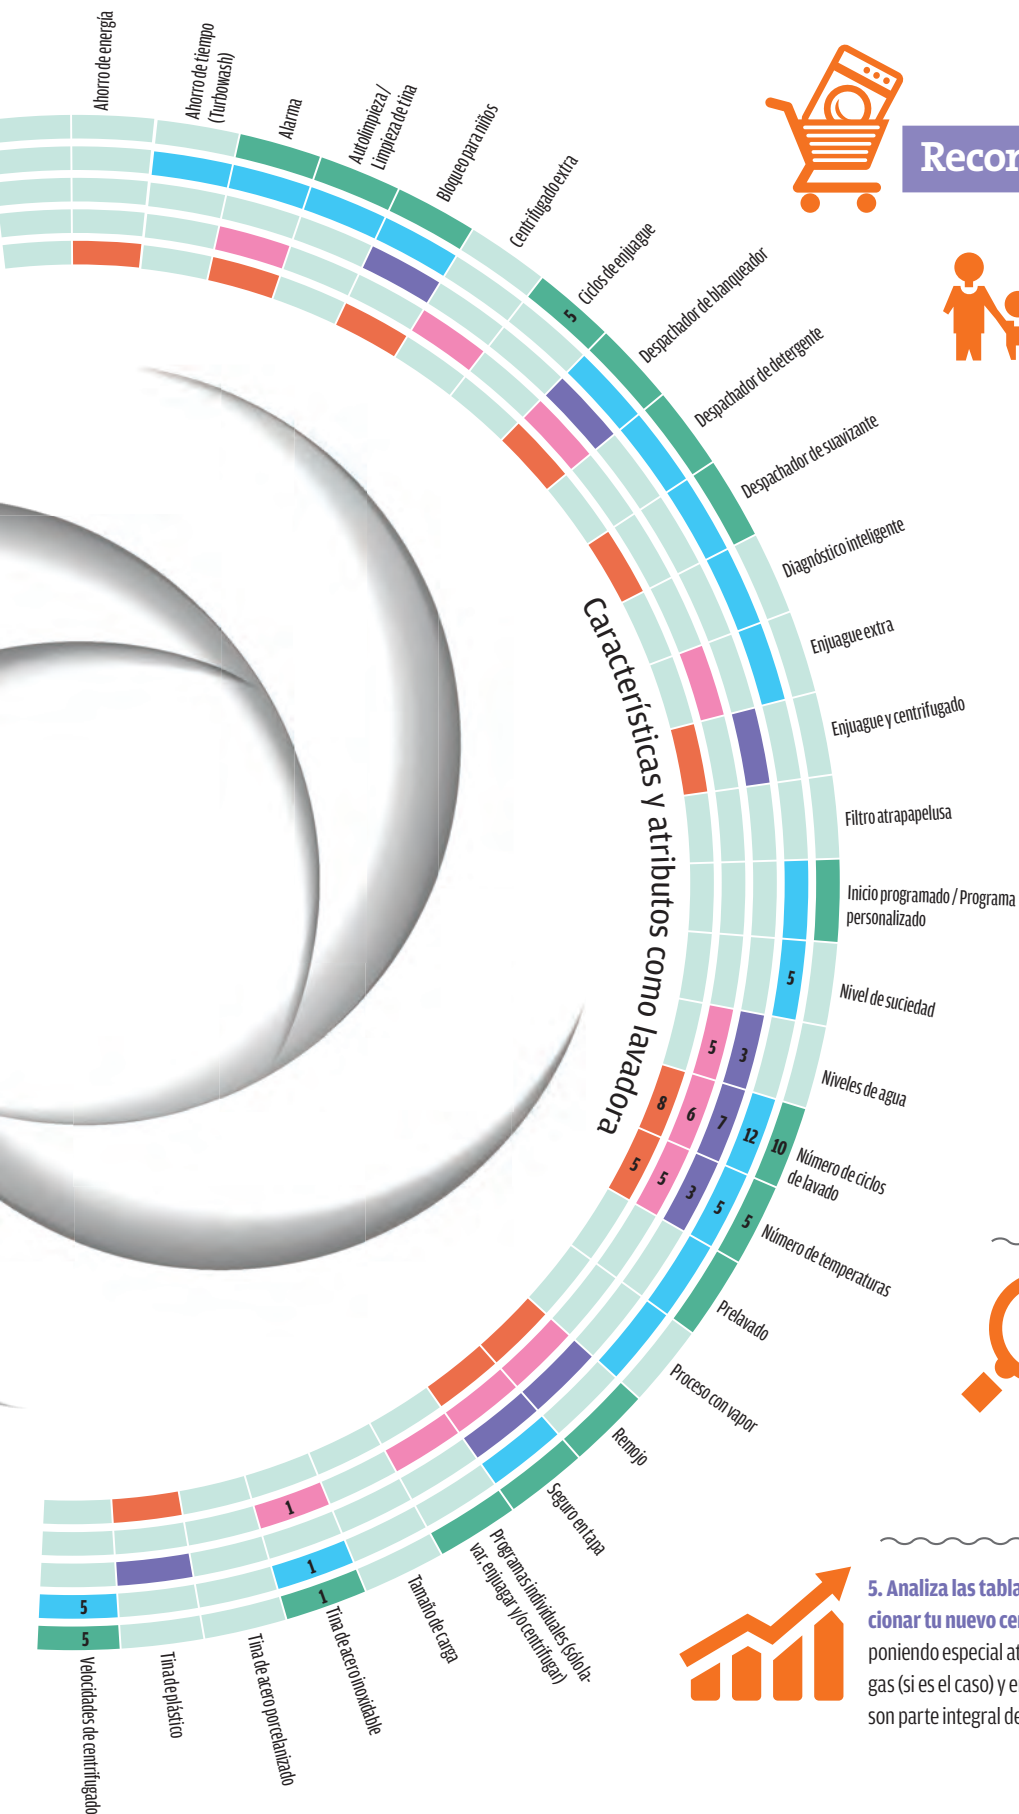 Ahorro de energía
Ahorro de tiempo
(Turbowash)
Alarma
Autolimpieza /
Limpieza de tina
Bloqueo para niños
Centrifugado extra
Ciclos de enjuague
5
Despachador de blanqueador
Despachador de detergente
Despachador de suavizante
Diagnóstico inteligente
Enjuague extra
Enjuague y centrifugado
Filtro atrapapelusa
Inicio programado / Programa
personalizado
Nivel de suciedad
5
Niveles de agua
5 3
Número de ciclos
de lavado
8 6 7 12 10
Número de temperaturas
5 5 3 5 5
Prelavado
Proceso con vapor
Remojo
Seguro en tapa
Programas individuales (sólo la-
var, enjuagar y/o centrifugar)
Tamaño de carga
Tina de acero inoxidable
1 1 1
Tina de acero porcelanizado
Tina de plástico
Velocidades de centrifugado
5
5
Características y atributos como lavadora
Recor
5. Analiza las tabla
cionar tu nuevo ce
poniendo especial at
gas (si es el caso) y e
son parte integral de